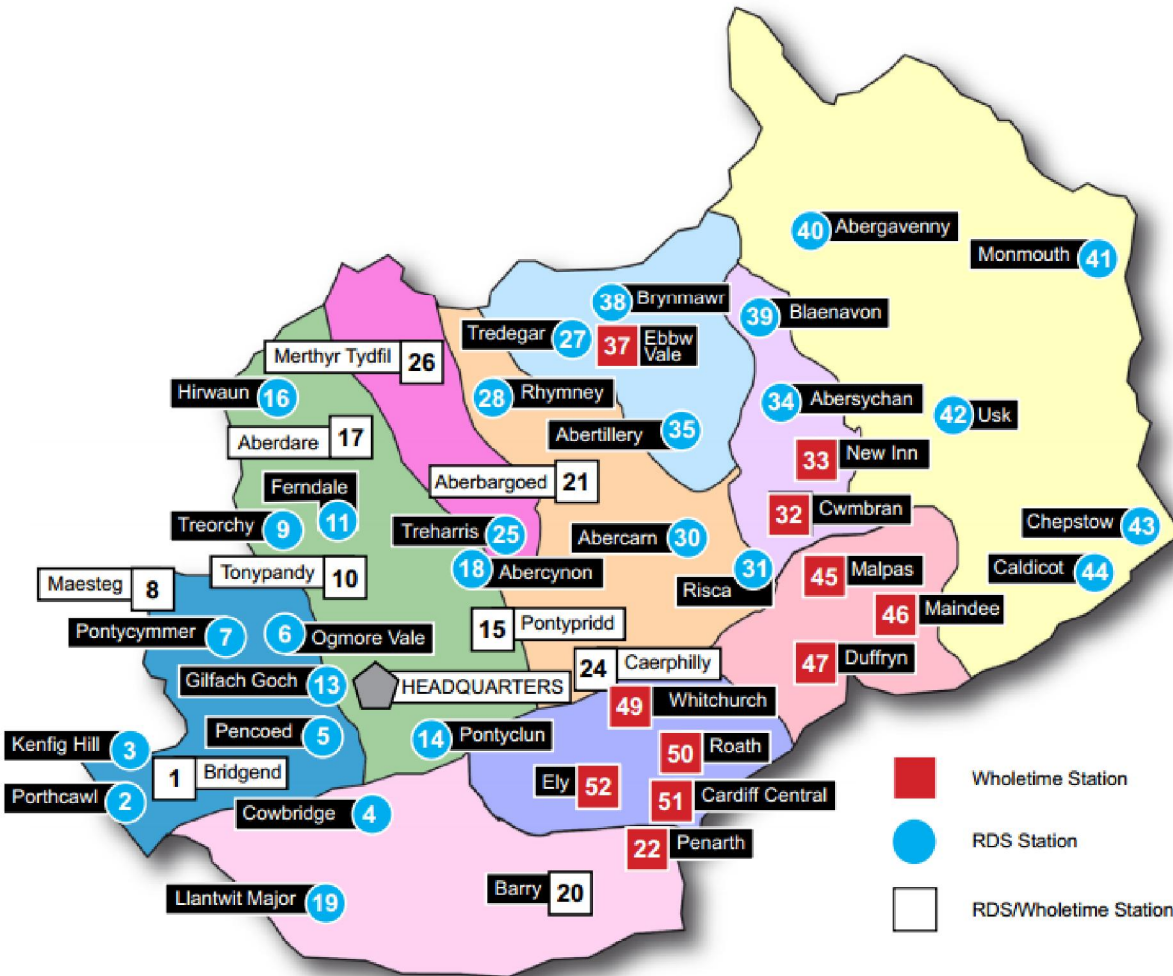 40 Abergavenny
Monmouth 41
38 Brynmawr
39 Blaenavon
Tredegar 27
37 Ebbw
Vale
Merthyr Tydfil 26
Hirwaun 16
28 Rhymney
34 Abersychan
42 Usk
Aberdare 17
Abertillery 35
33 New Inn
Ferndale
11
Aberbargoed 21
32 Cwmbran
Treorchy 9
Treharris 25
Abercarn 30
Chepstow 43
18 Abercynon
Risca 31
45 Malpas
Caldicot 44
Maesteg 8
Tonypandy 10
46 Maindee
Pontycymmer 7
6 Ogmore Vale
15 Pontypridd
24 Caerphilly
47 Duffryn
Gilfach Goch 13
HEADQUARTERS
49 Whitchurch
Kenfig Hill 3
Pencoed 5
14 Pontyclun
50 Roath
1 Bridgend
Ely 52
51 Cardiff Central
Porthcawl 2
Cowbridge 4
22 Penarth
Llantwit Major 19
Barry 20
Wholetime Station
RDS Station
RDS/Wholetime Station